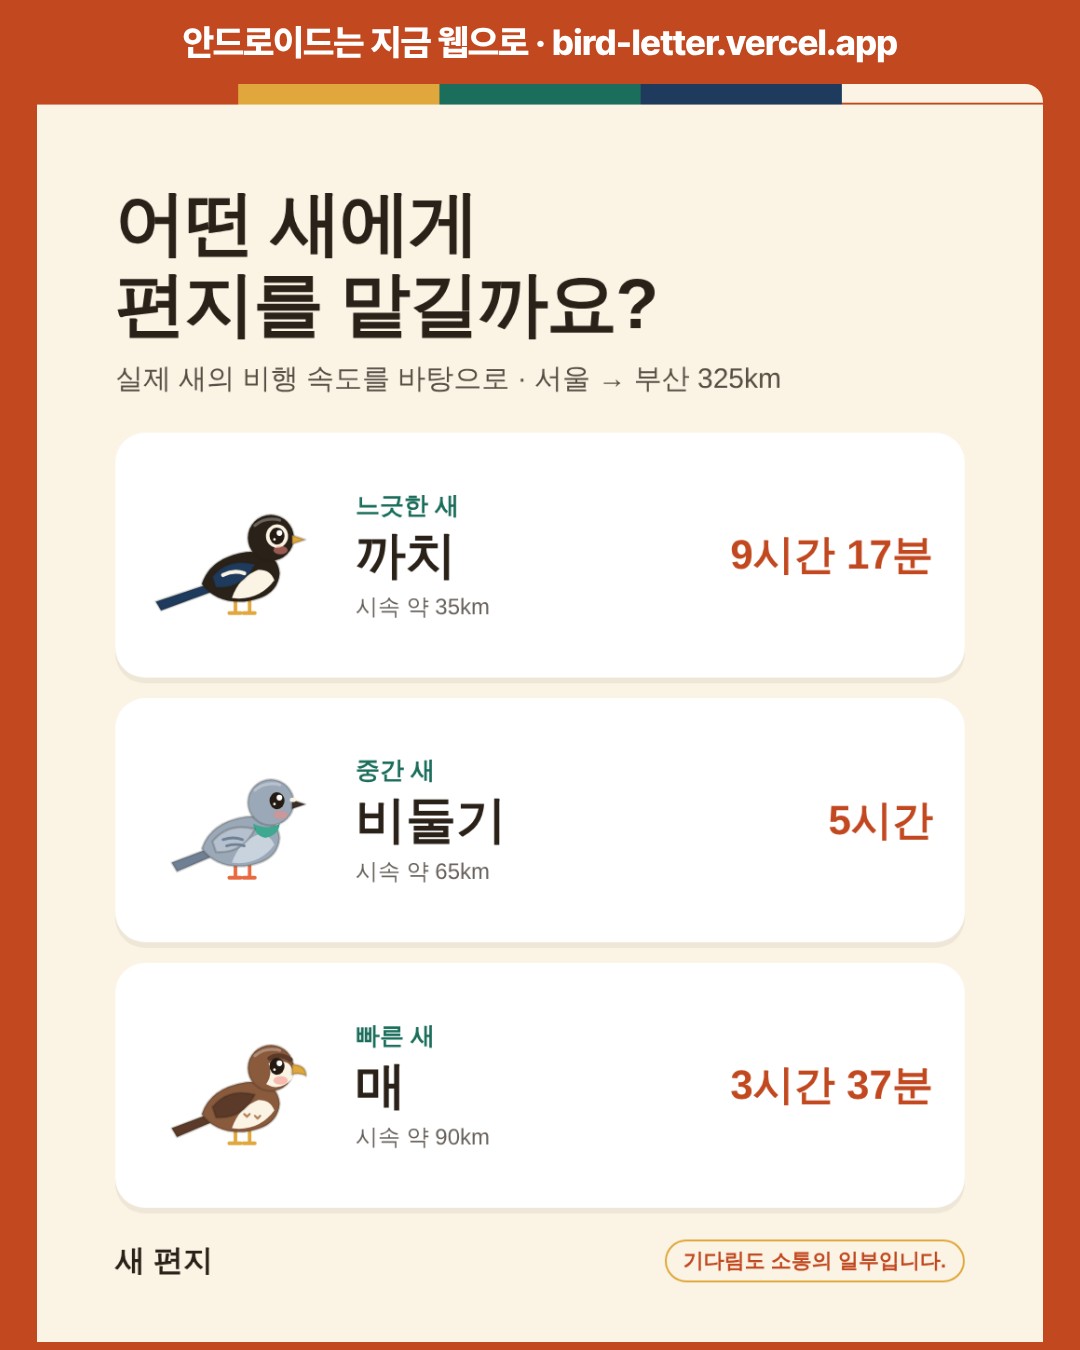 안드로이드는 지금 웹으로 · bird-letter.vercel.app
어떤 새에게
편지를 맡길까요?
실제 새의 비행 속도를 바탕으로 · 서울 → 부산 325km
느긋한 새
까치
시속 약 35km
9시간 17분
중간 새
비둘기
시속 약 65km
5시간
빠른 새
매
시속 약 90km
3시간 37분
새 편지
기다림도 소통의 일부입니다.